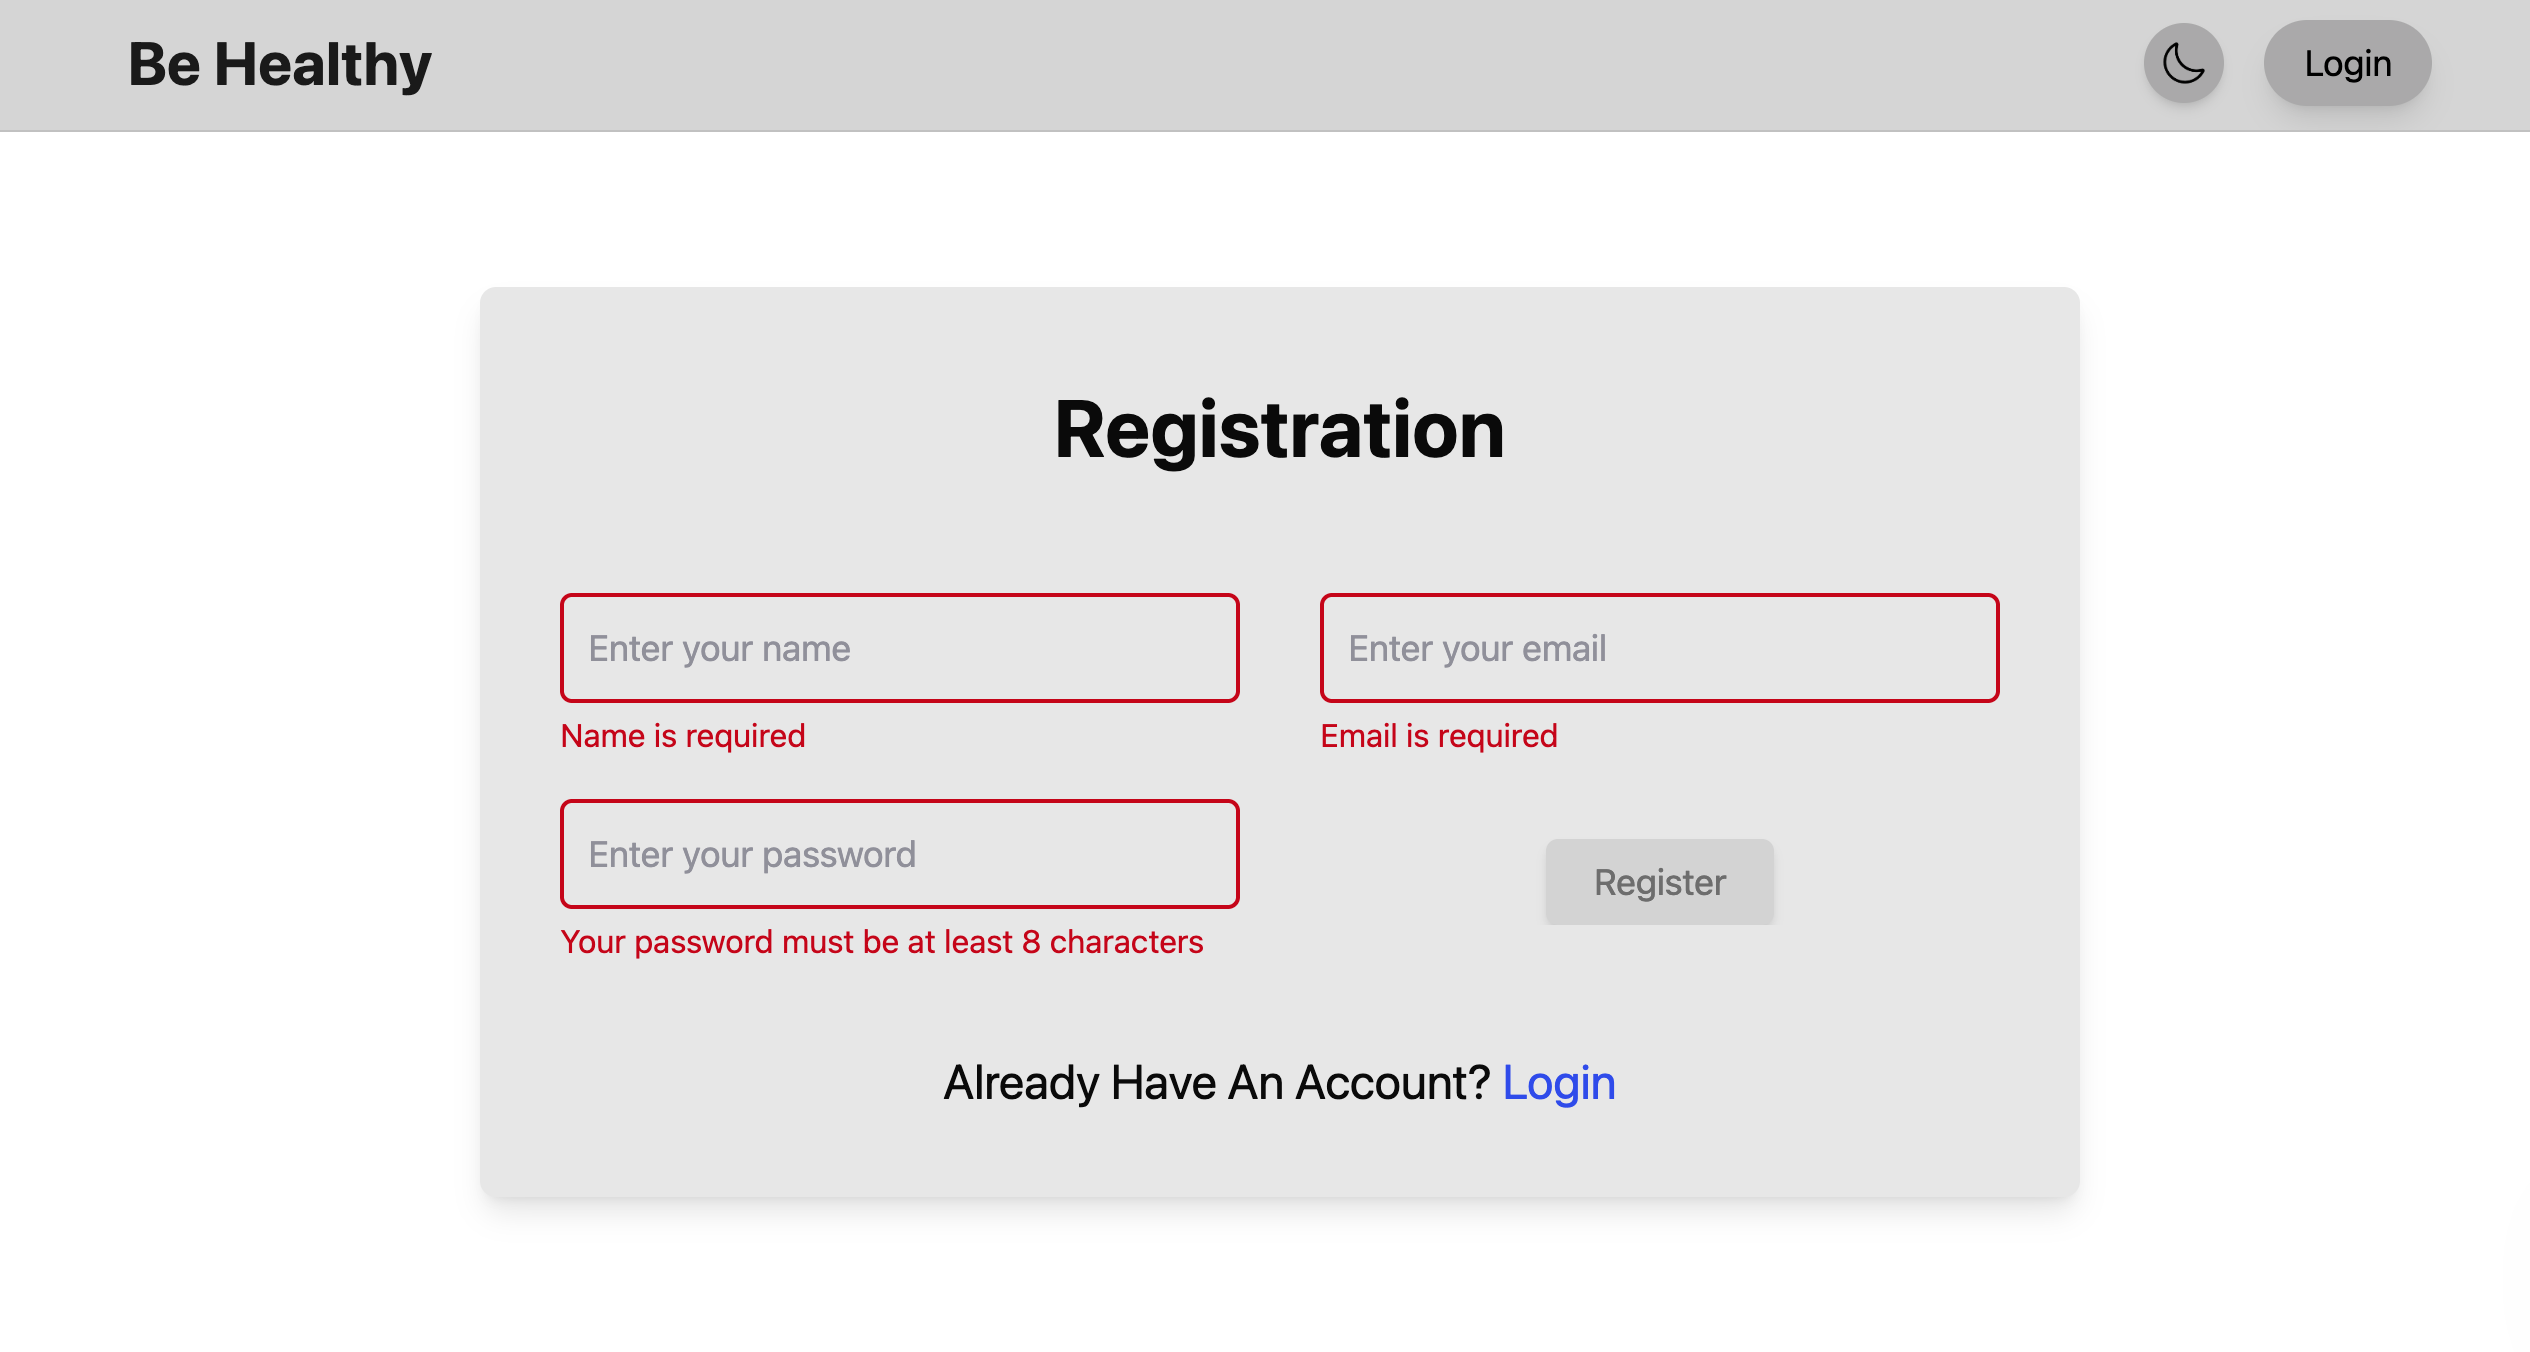 Be Healthy
Login
Registration
Enter your name
Enter your email
Name is required
Email is required
Enter your password
Register
Your password must be at least 8 characters
Already Have An Account? Login